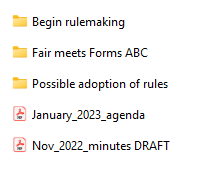 Begin rulemaking
Fair meets Forms ABC
Possible adoption of rules
January_2023_agenda
Nov_2022_minutes DRAFT